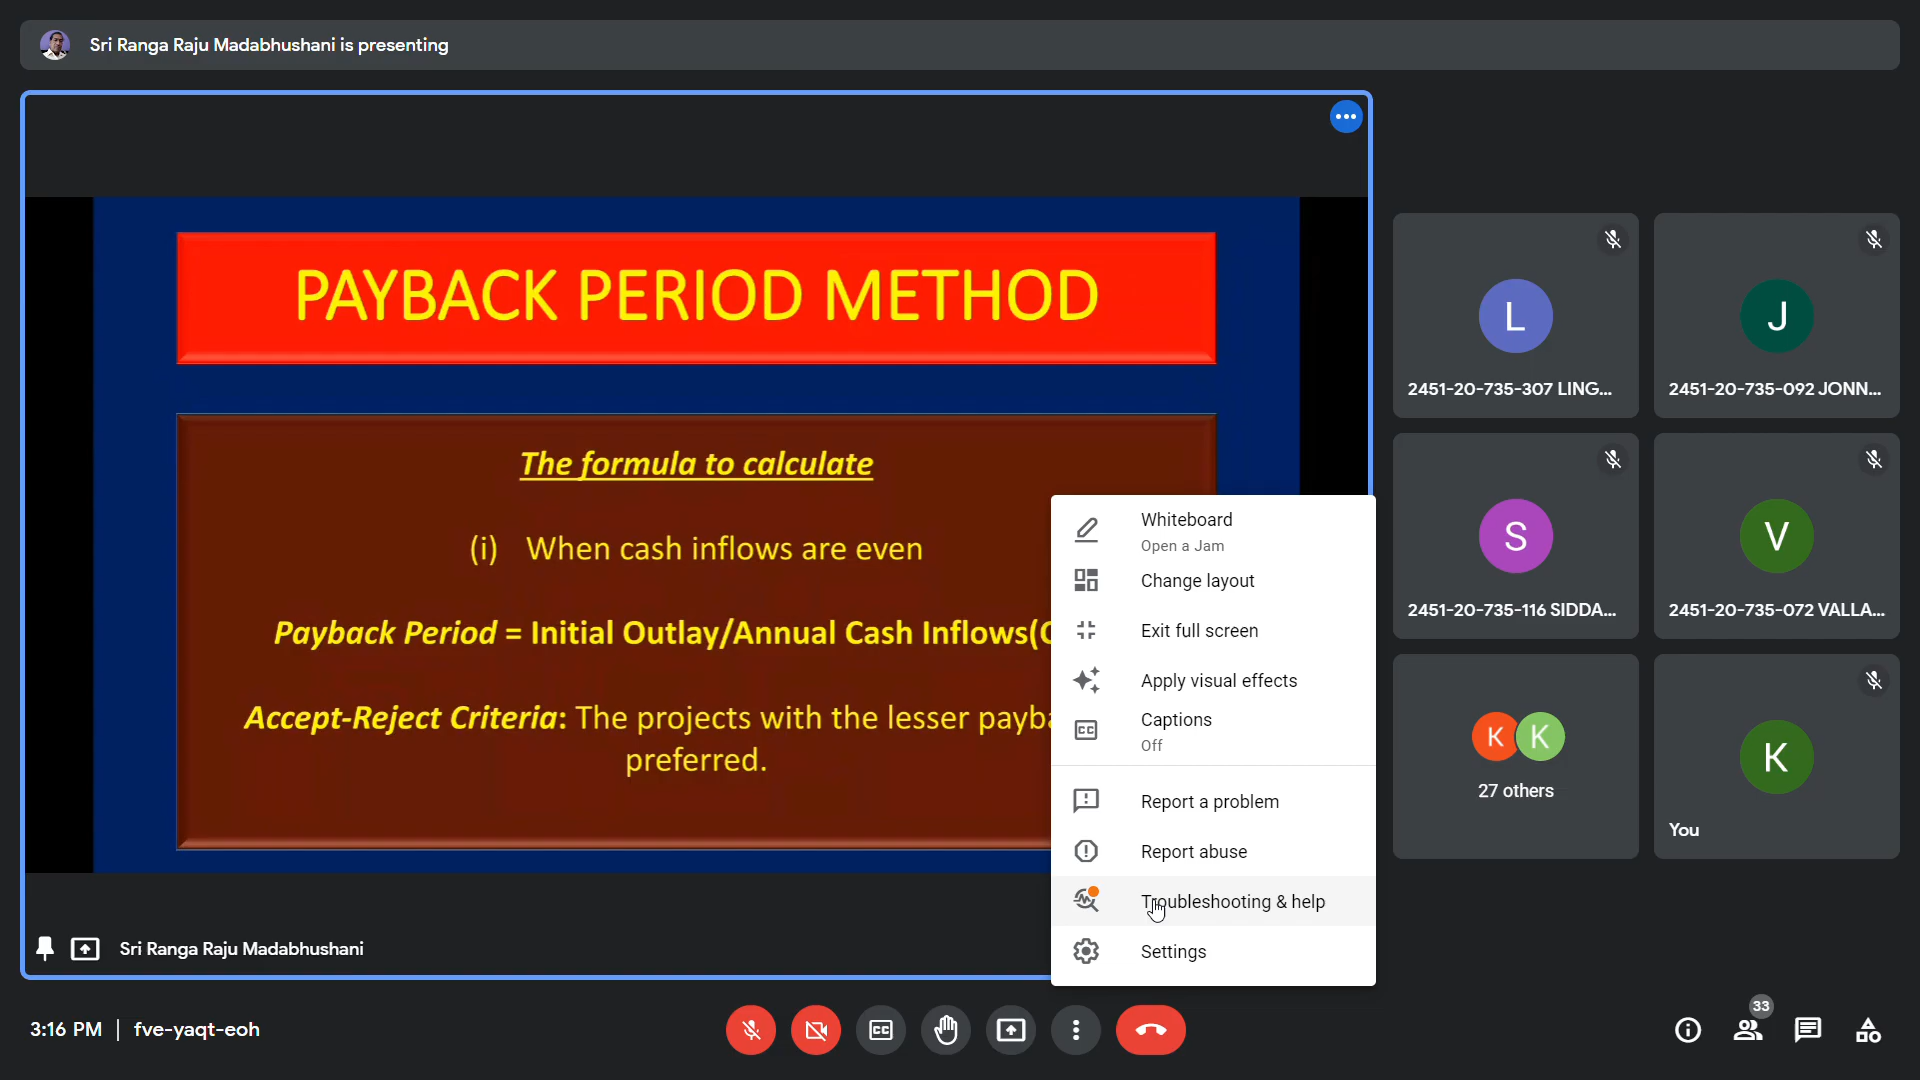 Sri Ranga Raju Madabhushani is presenting
PAYBACK PERIOD METHOD
The formula to calculate
(i) When cash inflows are even
Payback Period = Initial Outlay/Annual Cash Inflows(
Accept-Reject Criteria: The projects with the lesser payba
preferred.
Sri Ranga Raju Madabhushani
Whiteboard
Open a Jam
Change layout
Exit full screen
Apply visual effects
Captions
Off
Report a problem
Report abuse
Troubleshooting & help
Settings
L
2451-20-735-307 LING...
J
2451-20-735-092 JONN...
S
2451-20-735-116 SIDDA...
V
2451-20-735-072 VALLA...
K K
27 others
K
You
3:16 PM | fve-yaqt-eoh
CC
33